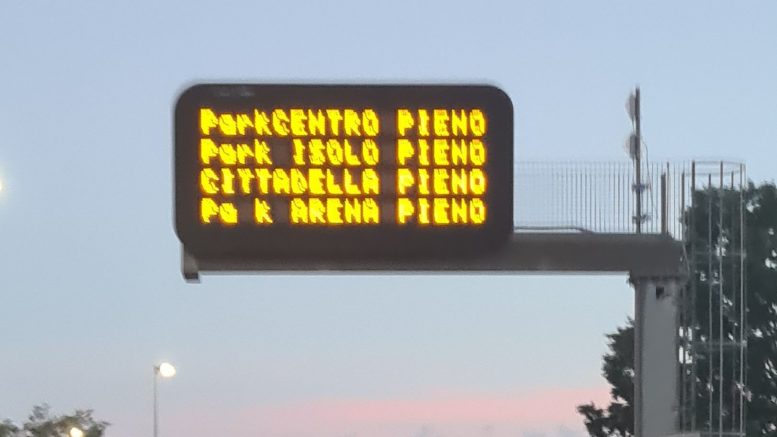 ParkCENTRO PIENO
Park ISOLO PIENO
CITTADELLA PIENO
Pa k ARENA PIENO